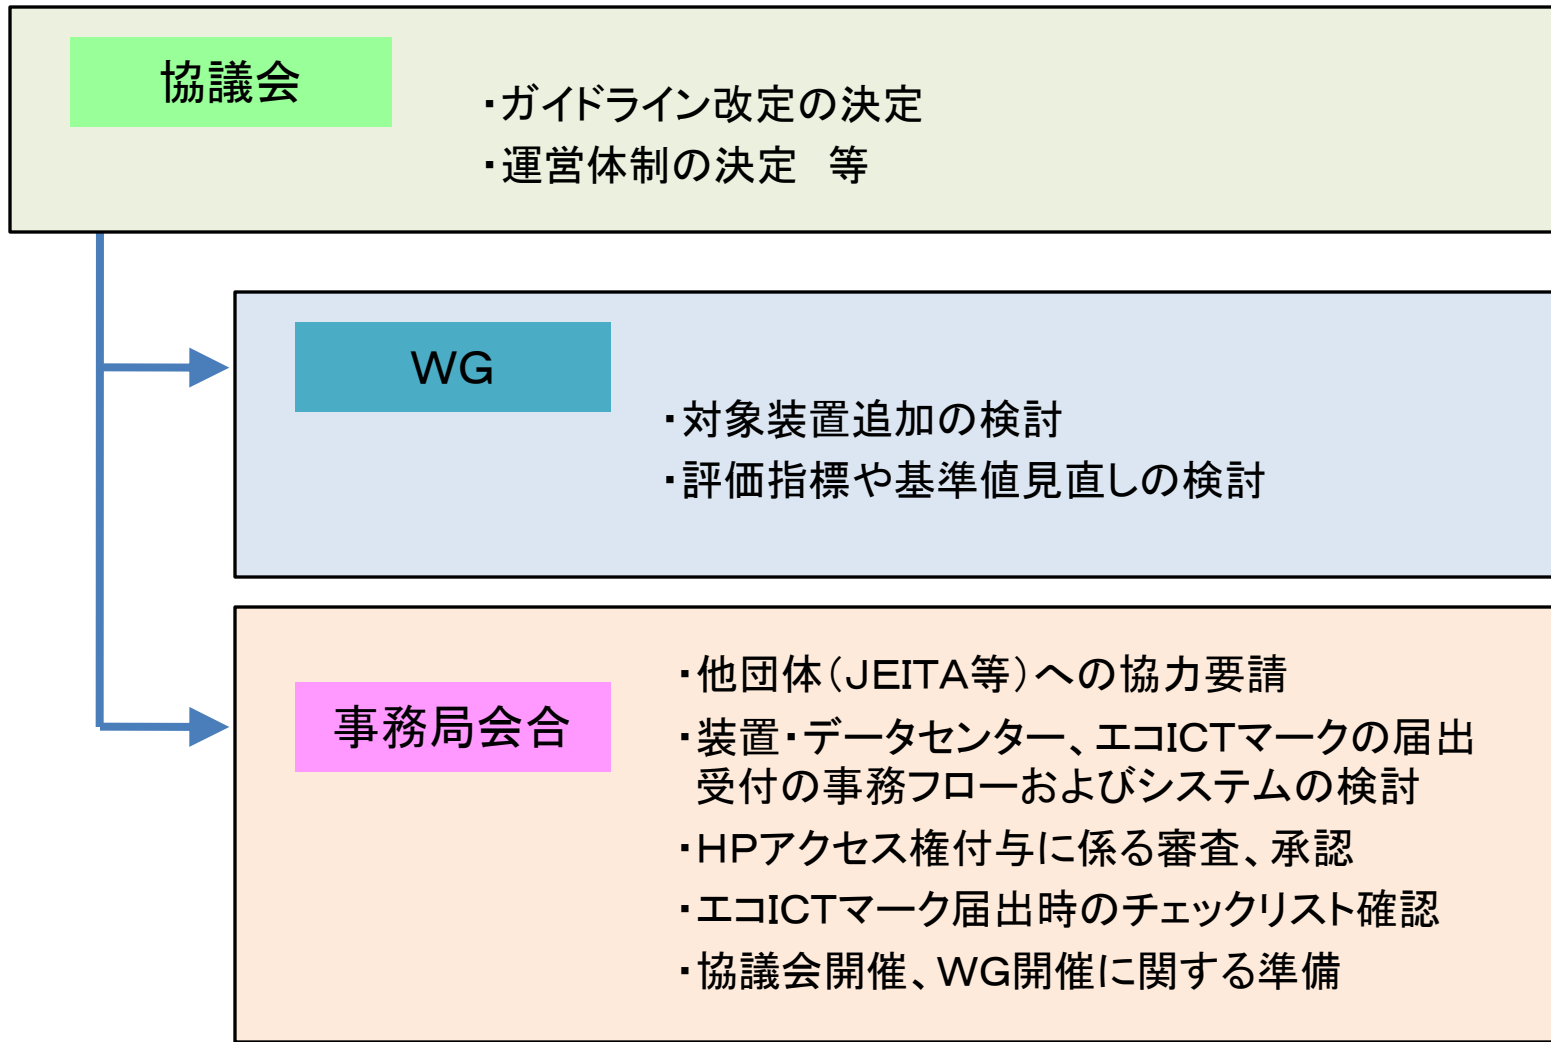 協議会
・ガイドライン改定の決定
・運営体制の決定　等
WG
・対象装置追加の検討
・評価指標や基準値見直しの検討
事務局会合
・他団体（JEITA等）への協力要請
・装置・データセンター、エコICTマークの届出
受付の事務フローおよびシステムの検討
・HPアクセス権付与に係る審査、承認
・エコICTマーク届出時のチェックリスト確認
・協議会開催、WG開催に関する準備